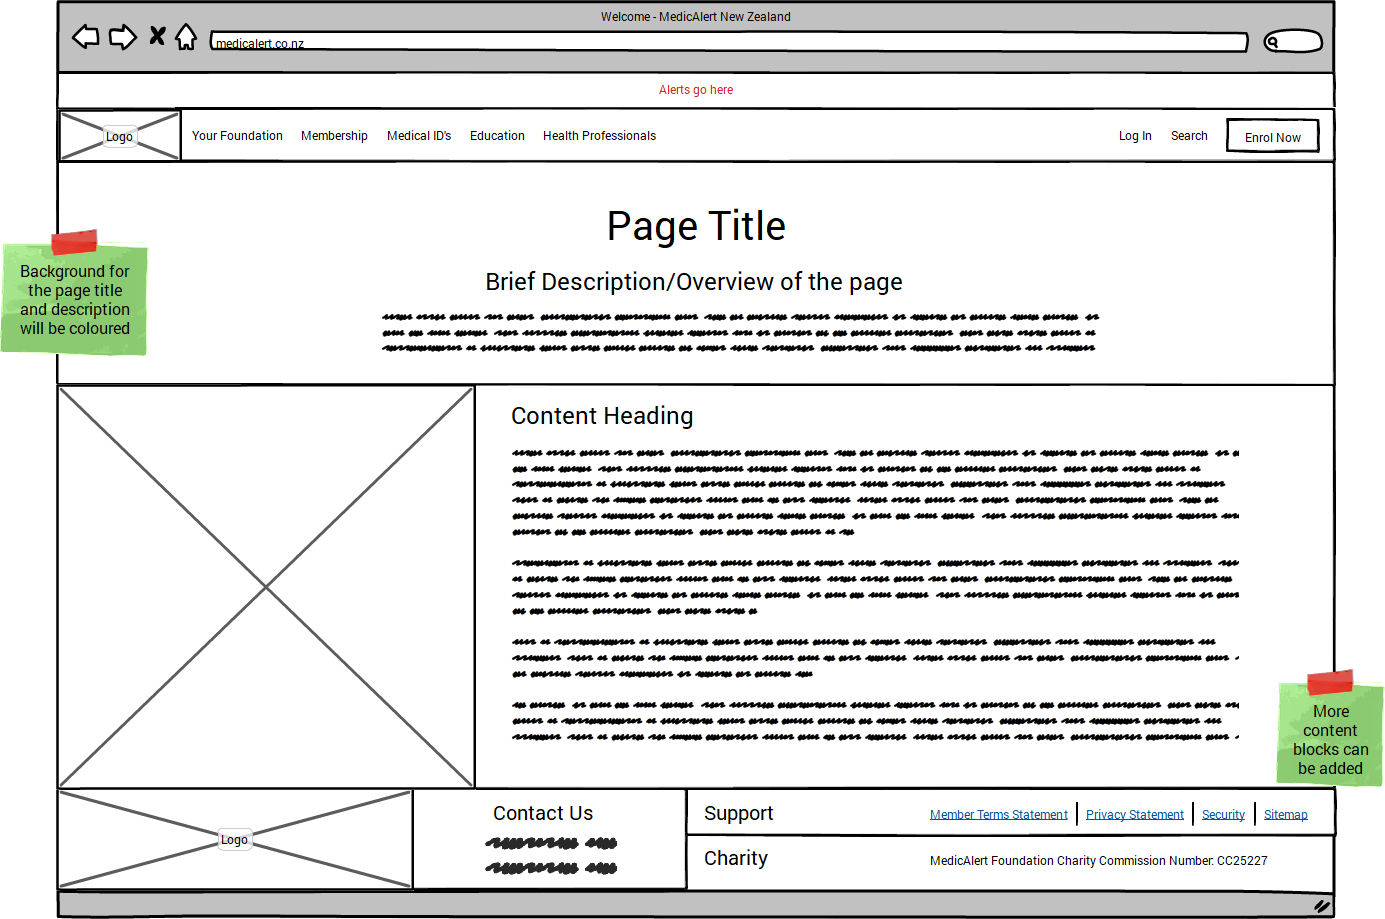 Welcome - MedicAlert New Zealand
medicalert.co.nz
Alerts go here
Logo
Your Foundation
Membership
Medical ID's
Education
Health Professionals
Log In
Search
Enrol Now
Page Title
Background for
the page title
and description
will be coloured
Brief Description/Overview of the page
Content Heading
More
content
blocks can
be added
Logo
Contact Us
Support
Member Terms Statement
Privacy Statement
Security
Sitemap
Charity
MedicAlert Foundation Charity Commission Number: CC25227